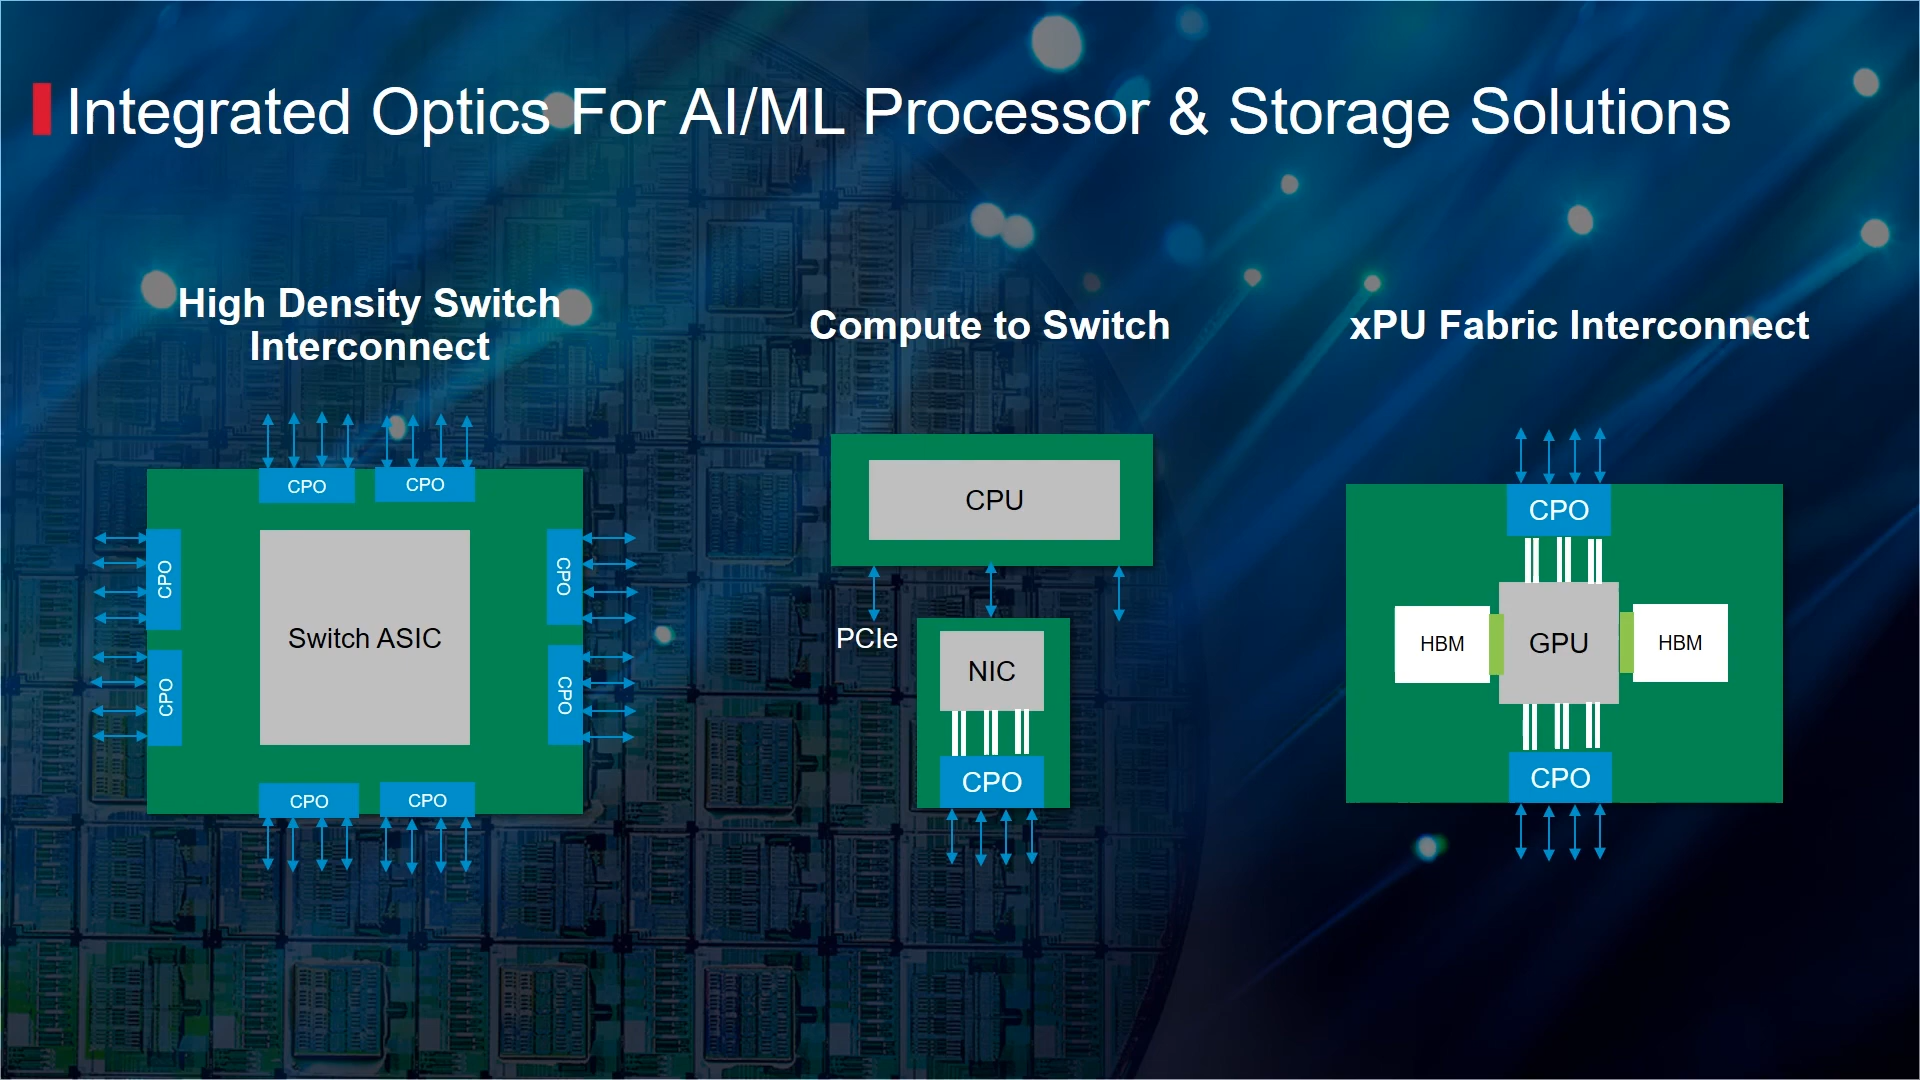 Integrated Optics For AI/ML Processor & Storage Solutions
High Density Switch
Interconnect
CPO
CPO
CPO
CPO
CPO
CPO
Switch ASIC
CPO
CPO
Compute to Switch
CPU
PCIe
NIC
CPO
xPU Fabric Interconnect
CPO
HBM
GPU
HBM
CPO